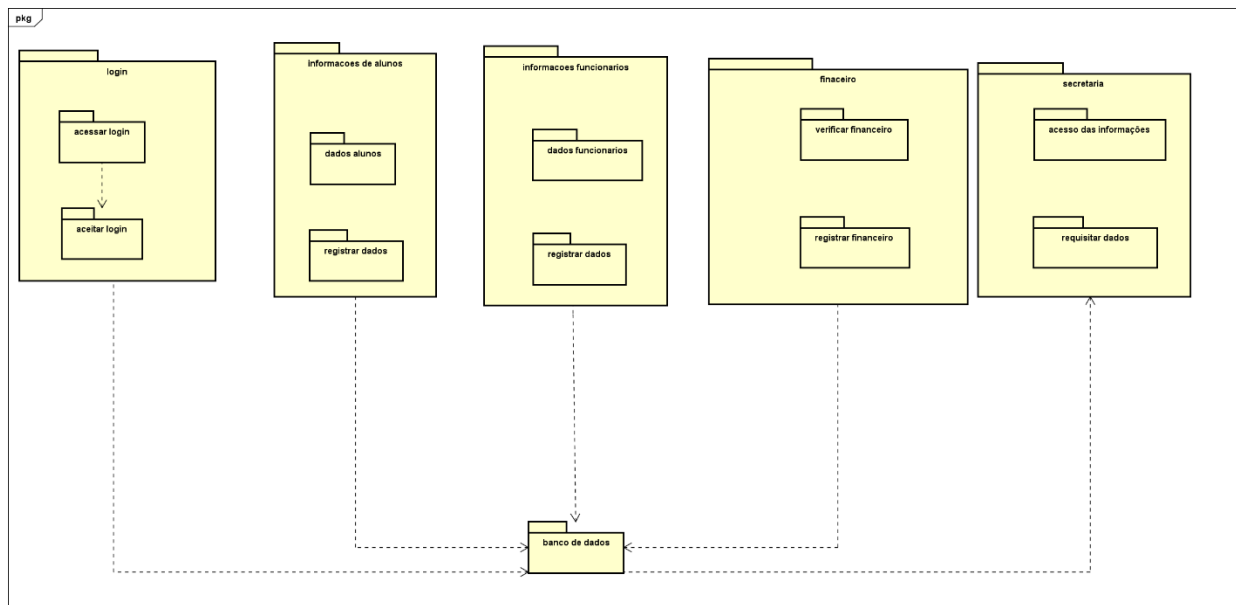 pkg
login
acessar login
aceitar login
informacoes de alunos
dados alunos
registrar dados
informacoes funcionarios
dados funcionarios
registrar dados
finaceiro
verificar financeiro
registrar financeiro
secretaria
acesso das informações
requisitar dados
banco de dados